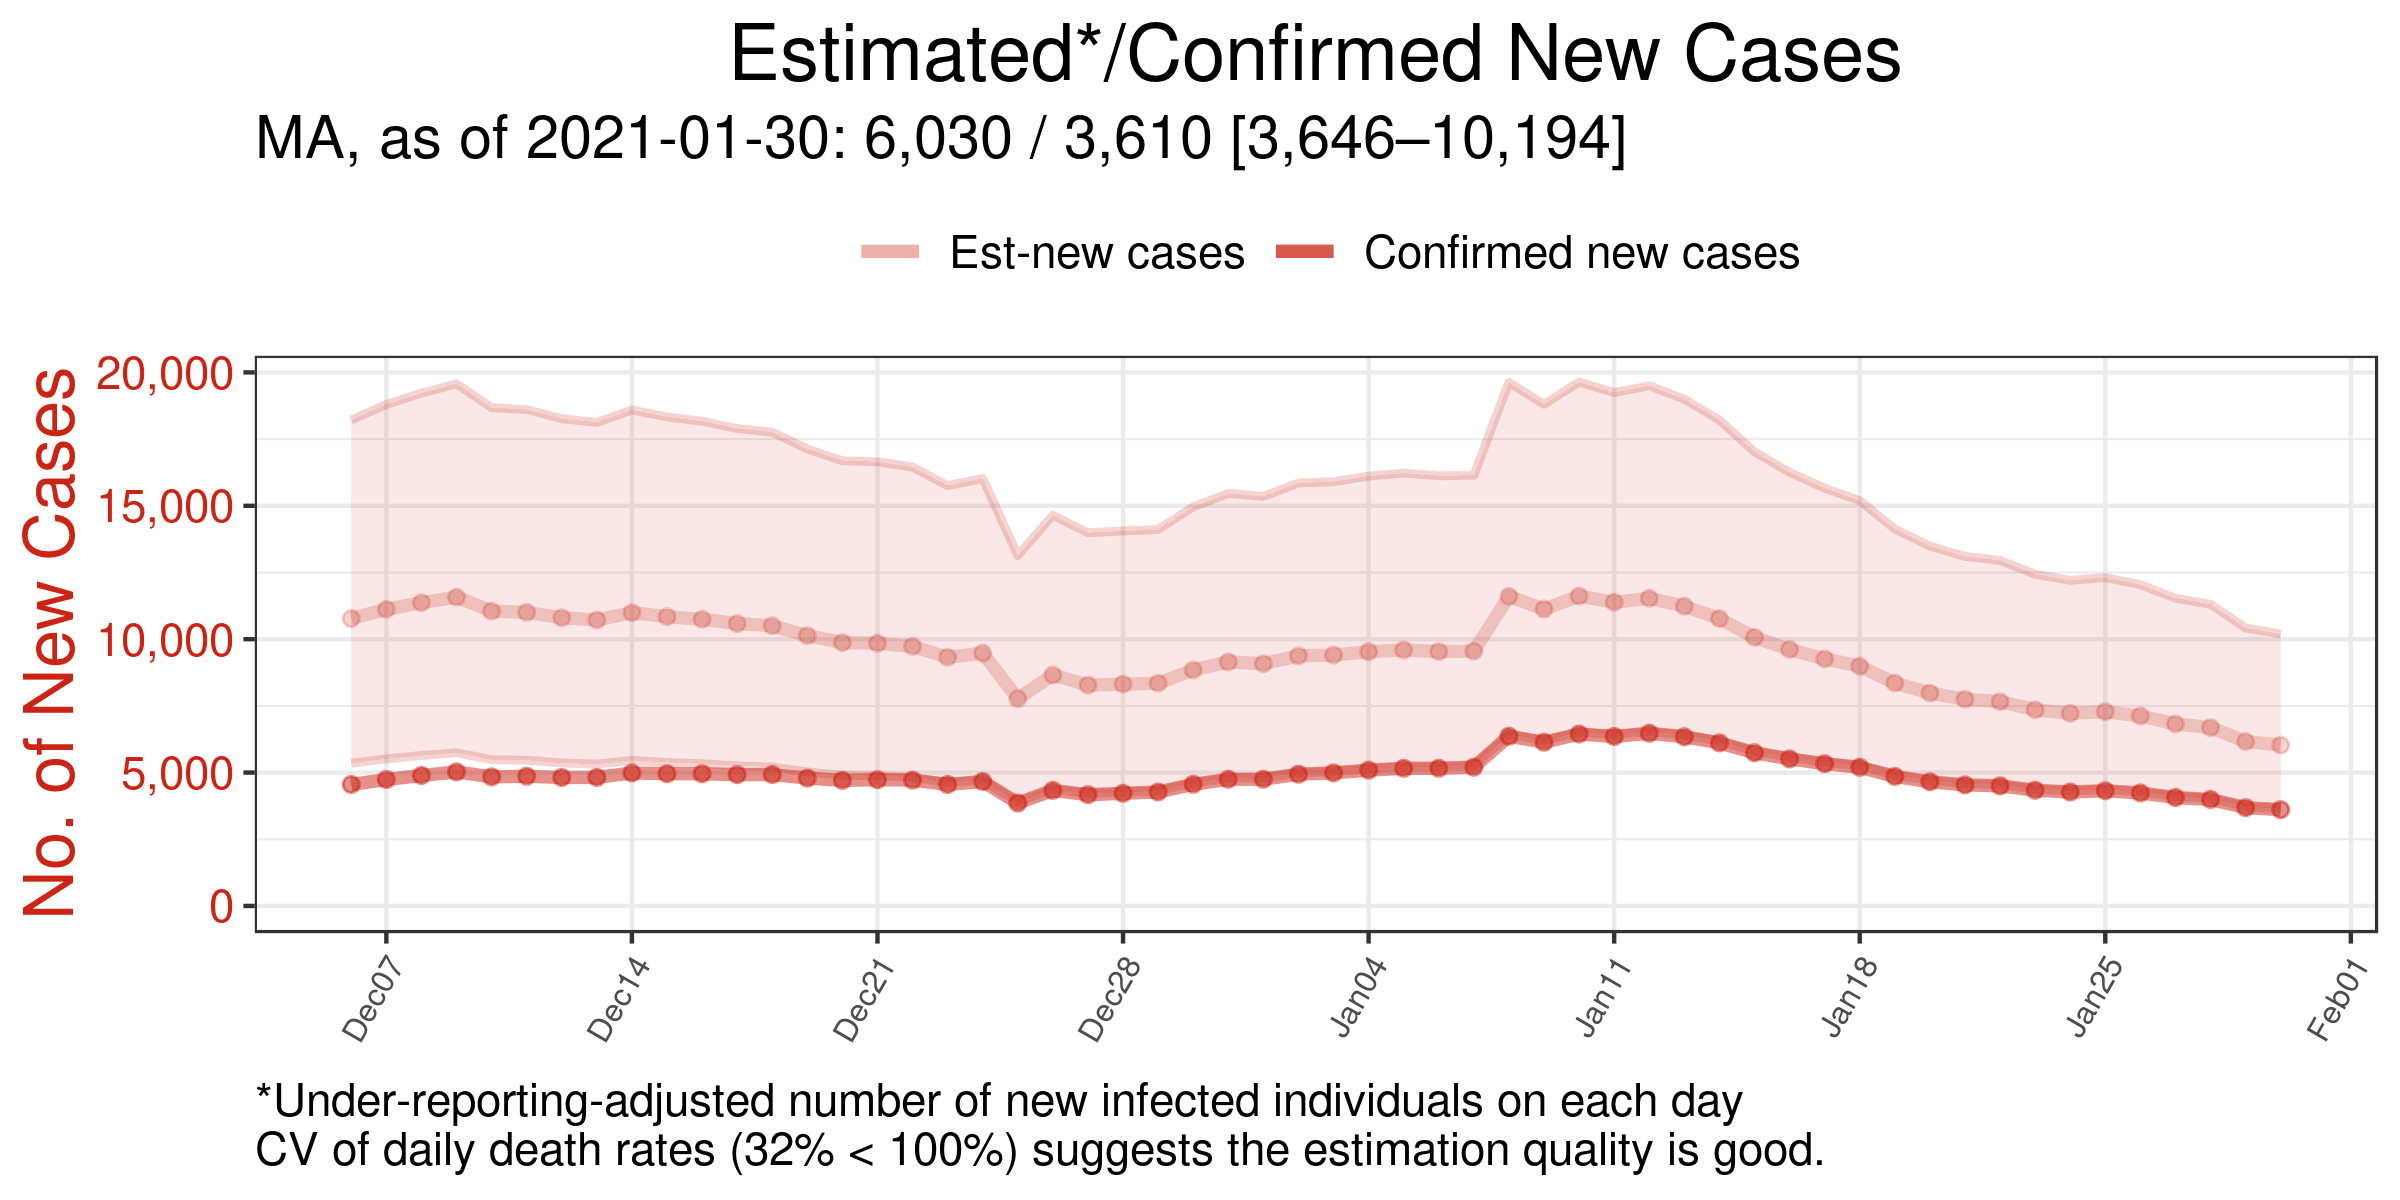 Estimated*/Confirmed New Cases
MA, as of 2021-01-30: 6,030 / 3,610 [3,646–10,194]
Est-new cases Confirmed new cases
No. of New Cases
20,000
15,000
10,000
5,000
0
Dec07 Dec14 Dec21 Dec28 Jan04 Jan11 Jan18 Jan25 Feb01
*Under-reporting-adjusted number of new infected individuals on each day
CV of daily death rates (32% < 100%) suggests the estimation quality is good.